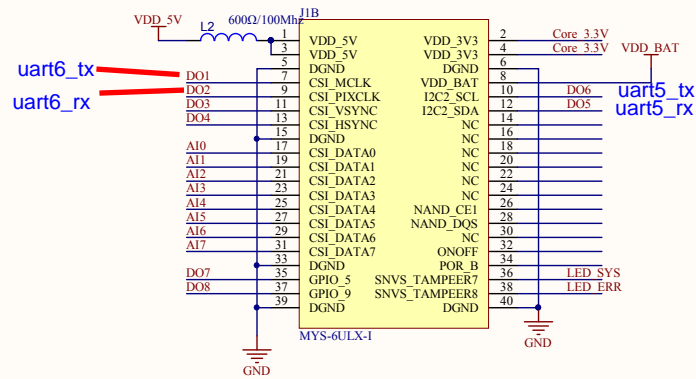 VDD_5V L2 600Ω/100Mhz J1B
1 VDD_5V VDD_3V3 2 Core_3.3V
3 VDD_5V VDD_3V3 4 Core_3.3V
5 DGND DGND 6 VDD_BAT
uart6_tx DO1 7 CSI_MCLK VDD_BAT 8
uart6_rx DO2 9 CSI_PIXCLK I2C2_SCL 10 DO6 uart5_tx
DO3 11 CSI_VSYNC I2C2_SDA 12 DO5 uart5_rx
DO4 13 CSI_HSYNC NC 14
15 DGND NC 16
AI0 17 CSI_DATA0 NC 18
AI1 19 CSI_DATA1 NC 20
AI2 21 CSI_DATA2 NC 22
AI3 23 CSI_DATA3 NC 24
AI4 25 CSI_DATA4 NAND_CE1 26
AI5 27 CSI_DATA5 NAND_DQS 28
AI6 29 CSI_DATA6 NC 30
AI7 31 CSI_DATA7 ONOFF 32
33 DGND POR_B 34
DO7 35 GPIO_5 SNVS_TAMPEER7 36 LED_SYS
DO8 37 GPIO_9 SNVS_TAMPEER8 38 LED_ERR
39 DGND DGND 40
MYS-6ULX-I
GND GND